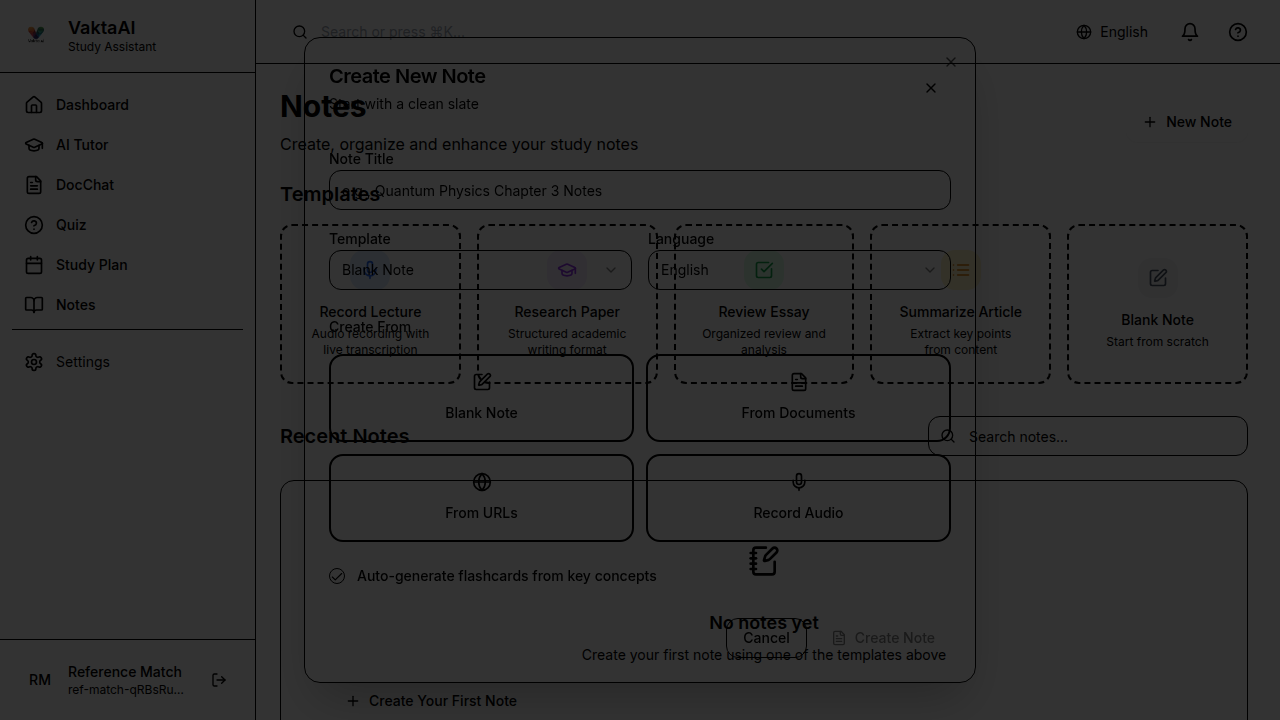 VaktaAI
Study Assistant
Dashboard
AI Tutor
DocChat
Quiz
Study Plan
Notes
Settings
RM
Reference Match
ref-match-qRBsRu...
Search or press ⌘K...
English
Notes
Create, organize and enhance your study notes
New Note
Templates
Record Lecture
Audio recording with
live transcription
Research Paper
Structured academic
writing format
Review Essay
Organized review and
analysis
Summarize Article
Extract key points
from content
Blank Note
Start from scratch
Recent Notes
Search notes...
No notes yet
Create your first note using one of the templates above
Create Your First Note
Create New Note
Start with a clean slate
Note Title
Quantum Physics Chapter 3 Notes
Template
Blank Note
Language
English
Create From
Blank Note
From Documents
From URLs
Record Audio
Auto-generate flashcards from key concepts
Cancel
Create Note